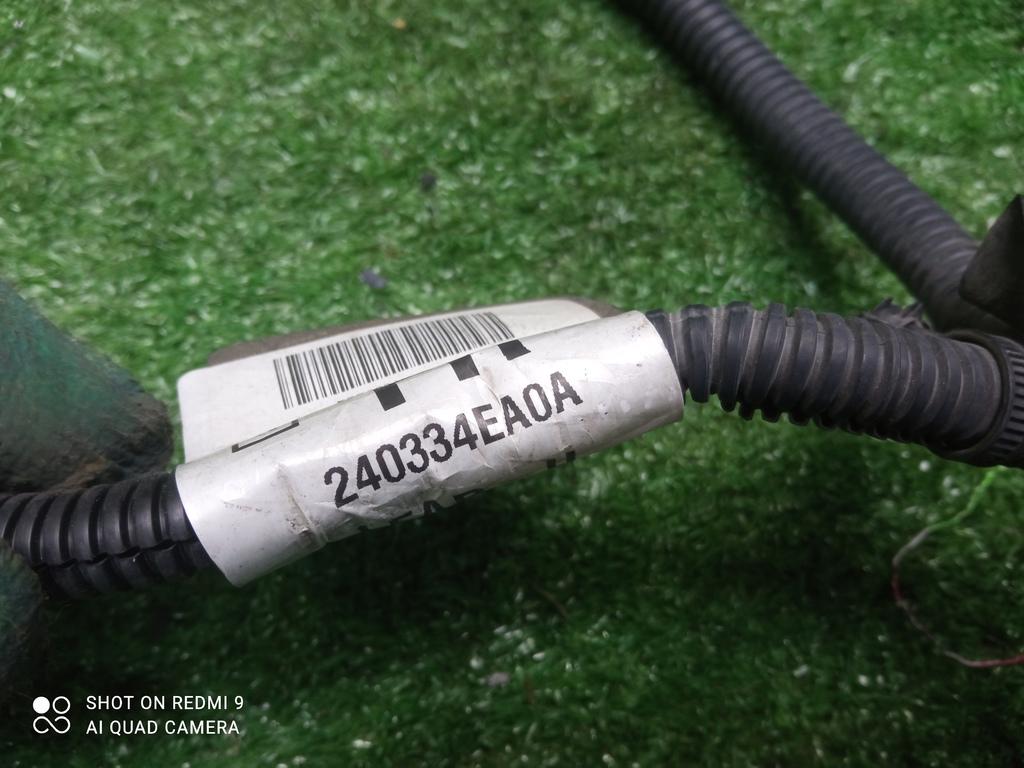 240334EA0A
SHOT ON REDMI 9
AI QUAD CAMERA